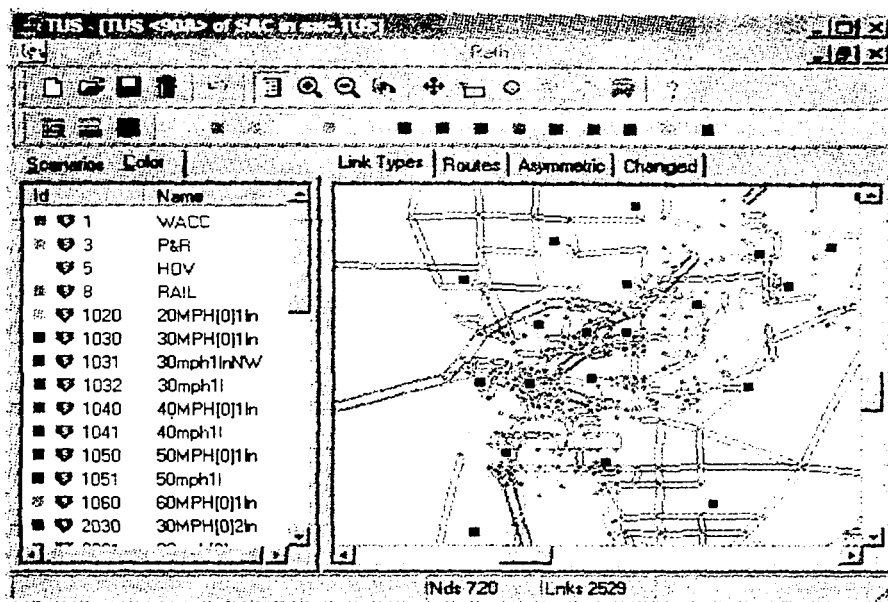 TUS - [TUS <90A> of SAC
Path
Scenarios Color
Link Types Routes Asymmetric Changed
Id Name
1 WACC
3 P&R
5 HOV
8 RAIL
1020 20MPH[0]1ln
1030 30MPH[0]1ln
1031 30mph1lnNW
1032 30mph1l
1040 40MPH[0]1ln
1041 40mph1l
1050 50MPH[0]1ln
1051 50mph1l
1060 60MPH[0]1ln
2030 30MPH[0]2ln
Nds 720 Lnks 2529